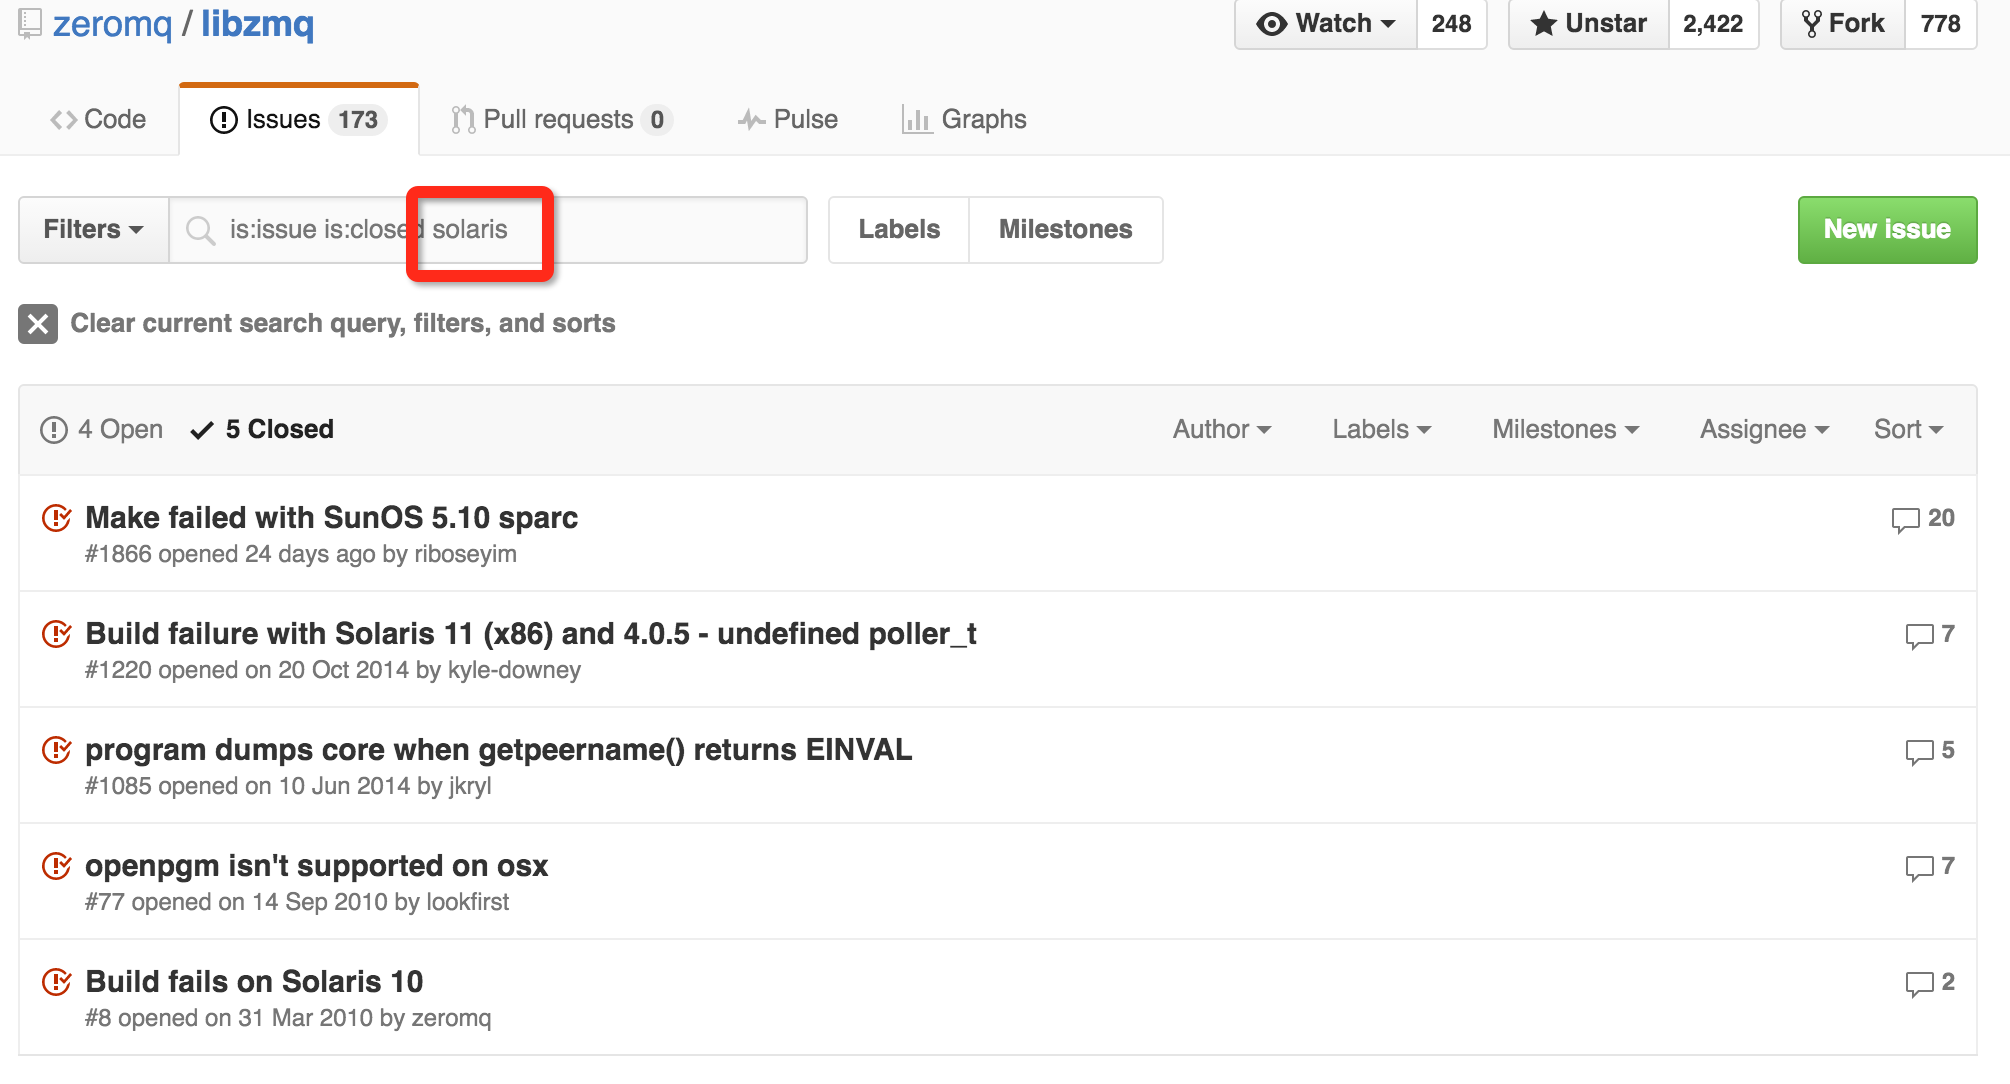 zeromq / libzmq Watch 248 Unstar 2,422 Fork 778
Code Issues 173 Pull requests 0 Pulse Graphs
Filters is:issue is:closed solaris Labels Milestones New issue
Clear current search query, filters, and sorts
4 Open 5 Closed Author Labels Milestones Assignee Sort
Make failed with SunOS 5.10 sparc 20
#1866 opened 24 days ago by riboseyim
Build failure with Solaris 11 (x86) and 4.0.5 - undefined poller_t 7
#1220 opened on 20 Oct 2014 by kyle-downey
program dumps core when getpeername() returns EINVAL 5
#1085 opened on 10 Jun 2014 by jkryl
openpgm isn't supported on osx 7
#77 opened on 14 Sep 2010 by lookfirst
Build fails on Solaris 10 2
#8 opened on 31 Mar 2010 by zeromq